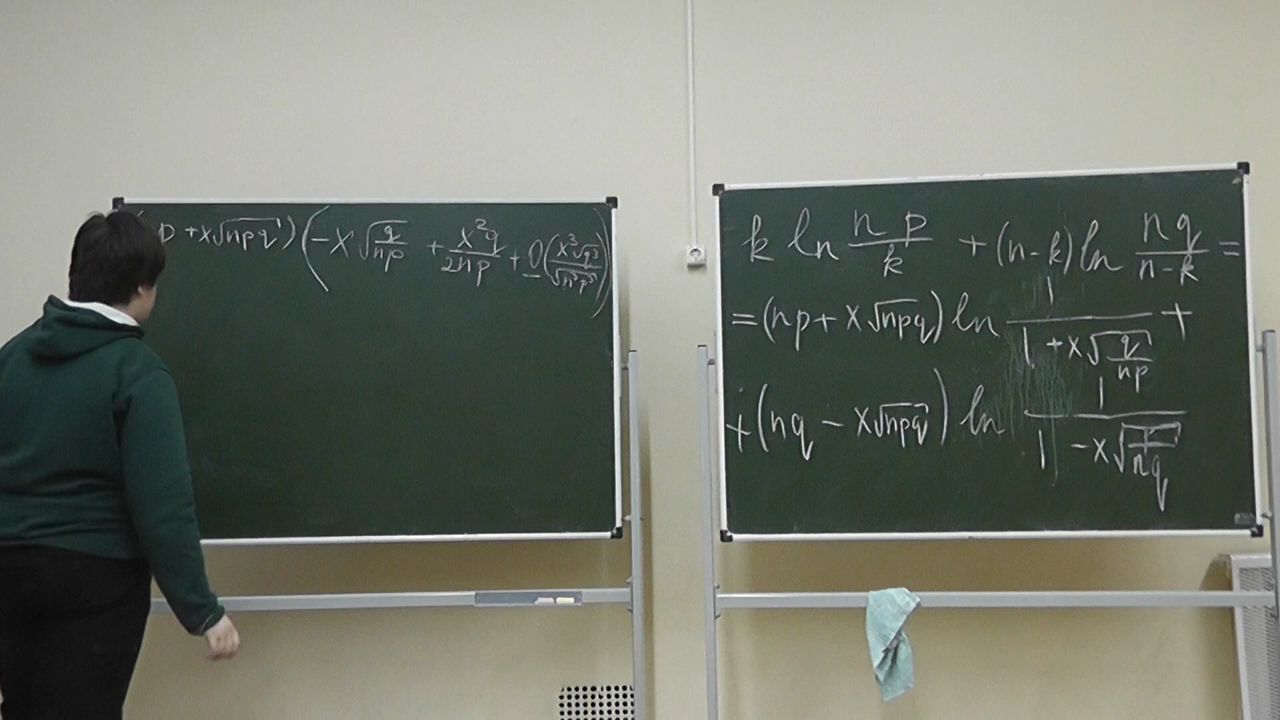 p + x√npq) (-x √(q/np) + x²q/2np + O(x³√q³/√n³p³))
k ln np/k + (n-k) ln nq/(n-k) =
= (np + x√npq) ln 1/(1 + x√(q/np)) +
+ (nq - x√npq) ln 1/(1 - x√(p/nq))